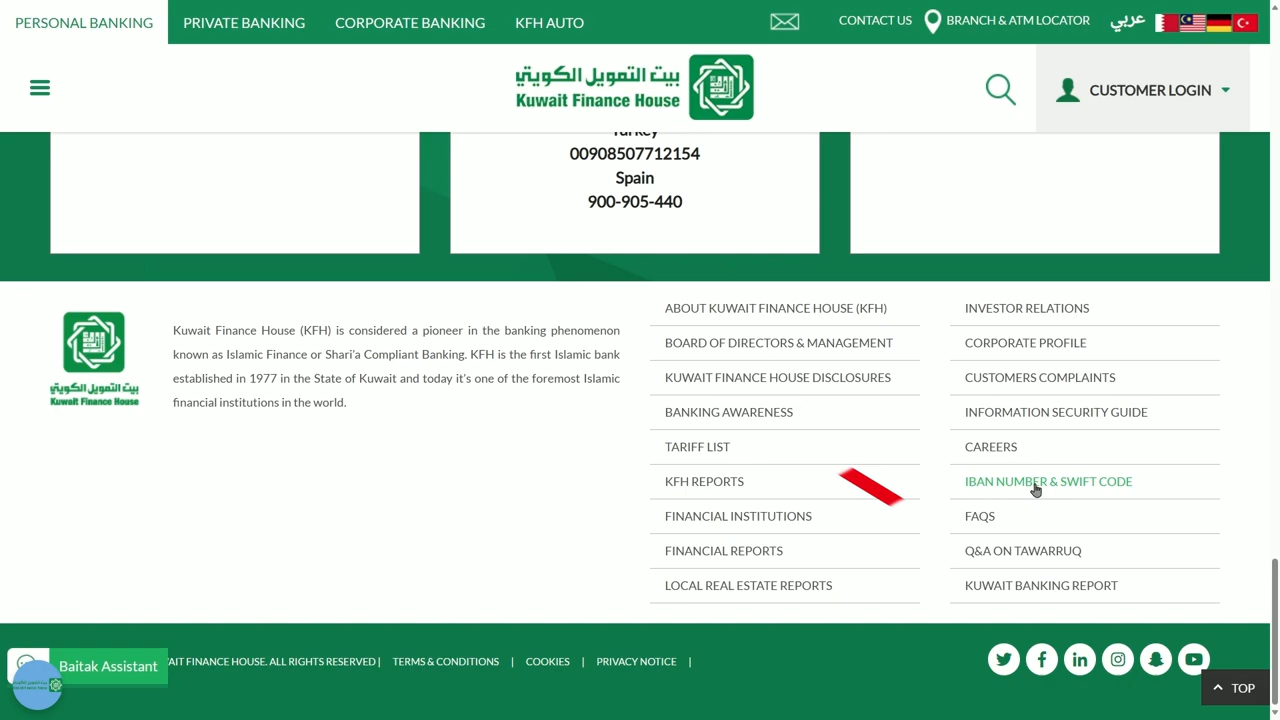 PERSONAL BANKING
PRIVATE BANKING
CORPORATE BANKING
KFH AUTO
CONTACT US
BRANCH & ATM LOCATOR
عربي
بيت التمويل الكويتي
Kuwait Finance House
CUSTOMER LOGIN
Turkey
00908507712154
Spain
900-905-440
بيت التمويل الكويتي
Kuwait Finance House
Kuwait Finance House (KFH) is considered a pioneer in the banking phenomenon
known as Islamic Finance or Shari'a Compliant Banking. KFH is the first Islamic bank
established in 1977 in the State of Kuwait and today it's one of the foremost Islamic
financial institutions in the world.
ABOUT KUWAIT FINANCE HOUSE (KFH)
BOARD OF DIRECTORS & MANAGEMENT
KUWAIT FINANCE HOUSE DISCLOSURES
BANKING AWARENESS
TARIFF LIST
KFH REPORTS
FINANCIAL INSTITUTIONS
FINANCIAL REPORTS
LOCAL REAL ESTATE REPORTS
INVESTOR RELATIONS
CORPORATE PROFILE
CUSTOMERS COMPLAINTS
INFORMATION SECURITY GUIDE
CAREERS
IBAN NUMBER & SWIFT CODE
FAQS
Q&A ON TAWARRUQ
KUWAIT BANKING REPORT
Baitak Assistant
FINANCE HOUSE. ALL RIGHTS RESERVED |
TERMS & CONDITIONS |
COOKIES |
PRIVACY NOTICE |
TOP